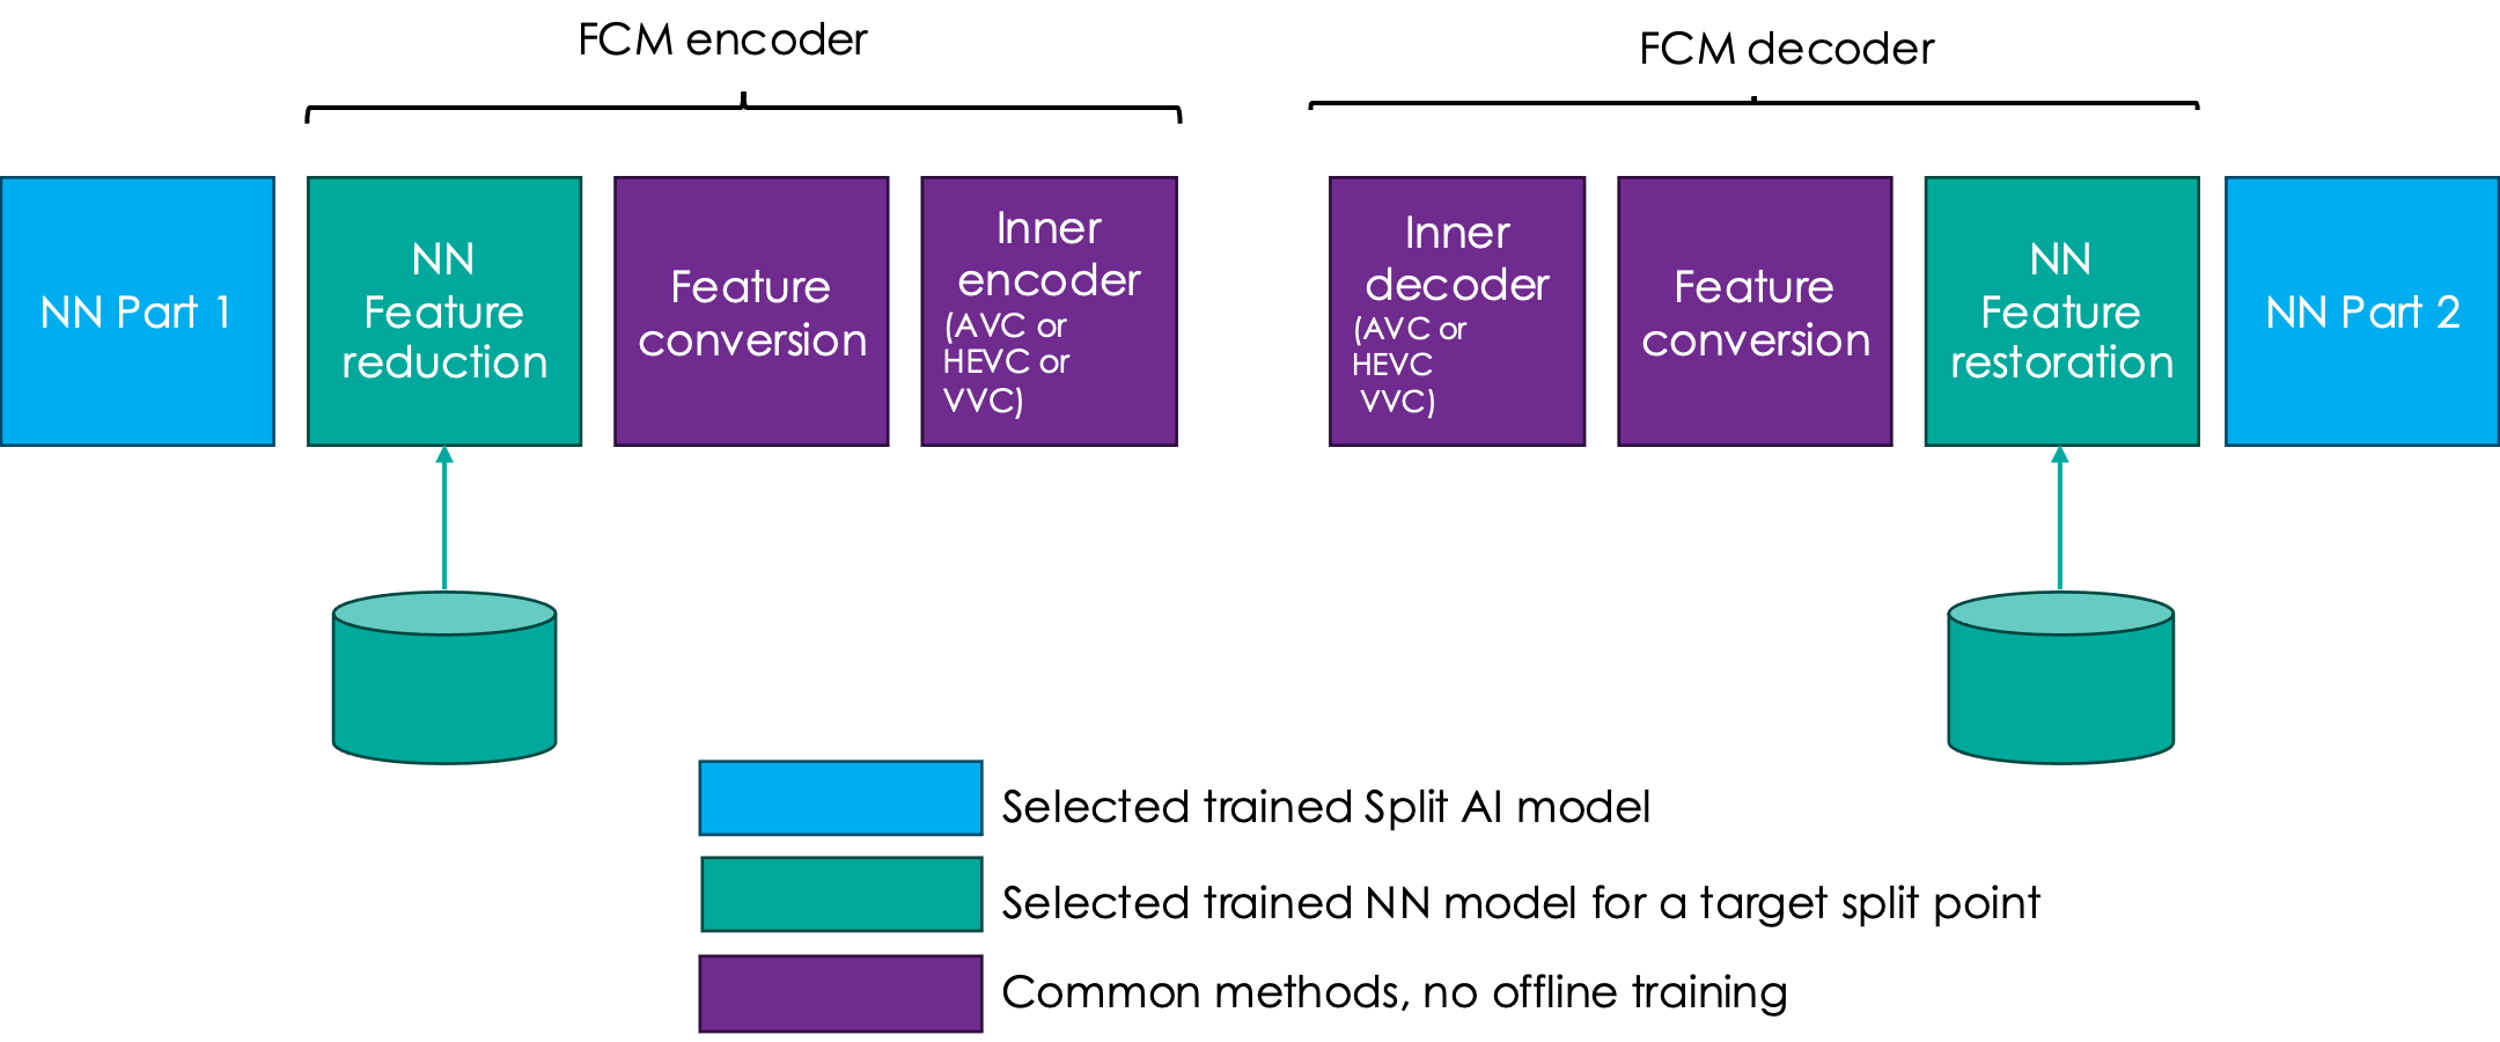 FCM encoder
FCM decoder
NN Part 1
NN
Feature
reduction
Feature
conversion
Inner
encoder
(AVC or
HEVC or
VVC)
Inner
decoder
(AVC or
HEVC
VVC)
Feature
conversion
NN
Feature
restoration
NN Part 2
Selected trained Split AI model
Selected trained NN model for a target split point
Common methods, no offline training